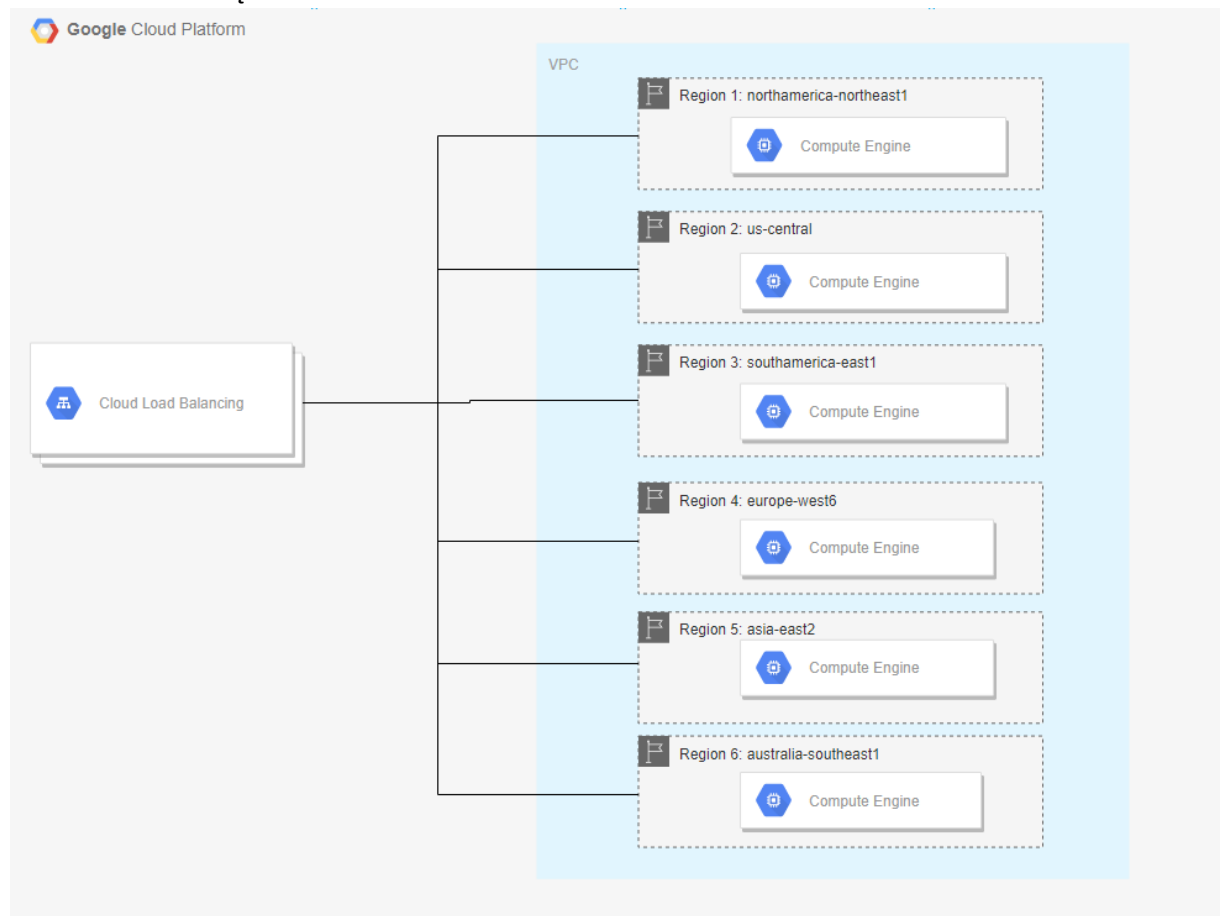 Google Cloud Platform
VPC
Region 1: northamerica-northeast1
Compute Engine
Region 2: us-central
Compute Engine
Cloud Load Balancing
Region 3: southamerica-east1
Compute Engine
Region 4: europe-west6
Compute Engine
Region 5: asia-east2
Compute Engine
Region 6: australia-southeast1
Compute Engine